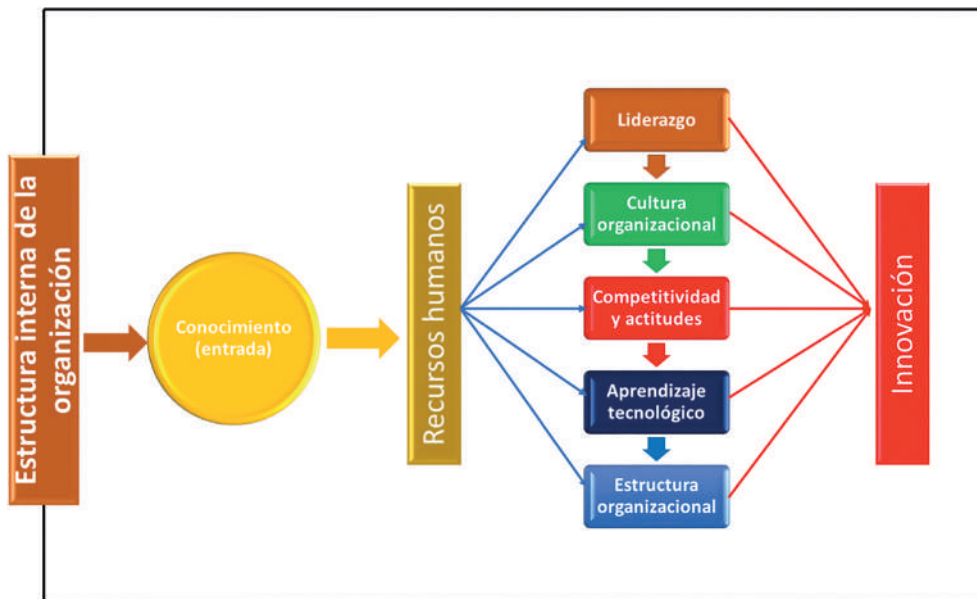 Estructura interna de la
organización
Conocimiento
(entrada)
Recursos humanos
Liderazgo
Cultura
organizacional
Competitividad
y actitudes
Aprendizaje
tecnológico
Estructura
organizacional
Innovación